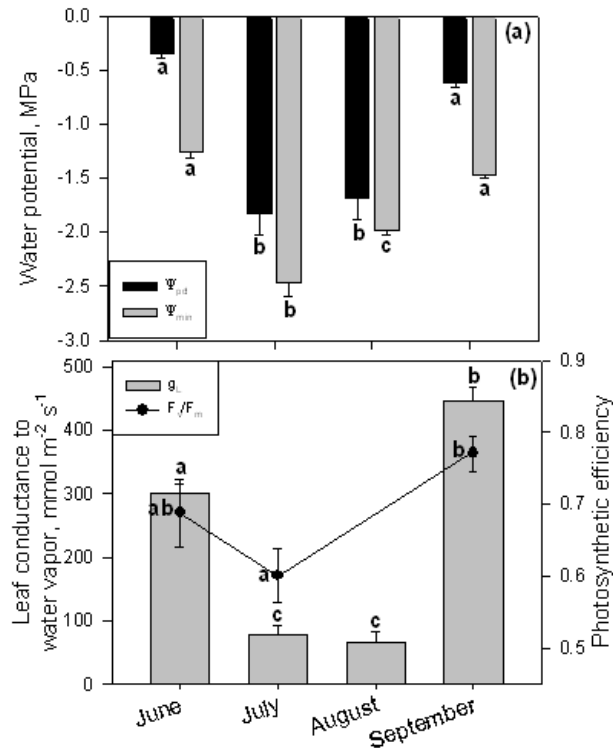 0.0
-0.5
-1.0
-1.5
-2.0
-2.5
-3.0
Water potential, MPa
(a)
a
a
b
b
b
c
a
a
Ψpd
Ψmin
500
400
300
200
100
0
Leaf conductance to
water vapor, mmol m⁻² s⁻¹
(b)
gL
Fv/Fm
a
ab
a
c
c
b
b
0.9
0.8
0.7
0.6
0.5
Photosynthetic efficiency
June
July
August
September